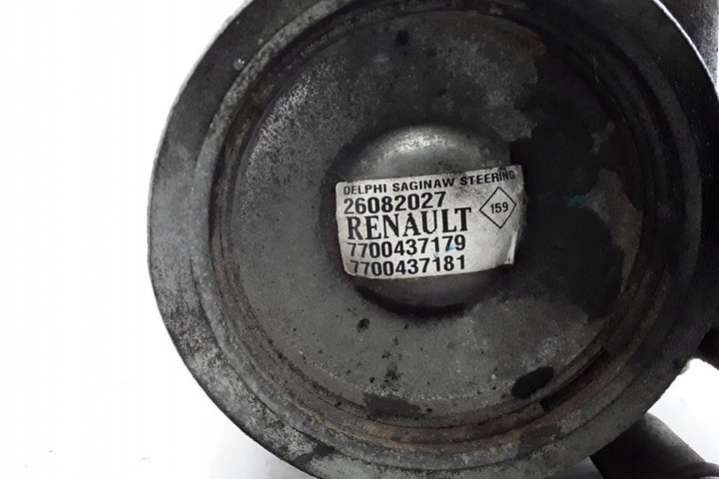 DELPHI SAGINAW STEERING
26082027
RENAULT
159
7700437179
7700437181